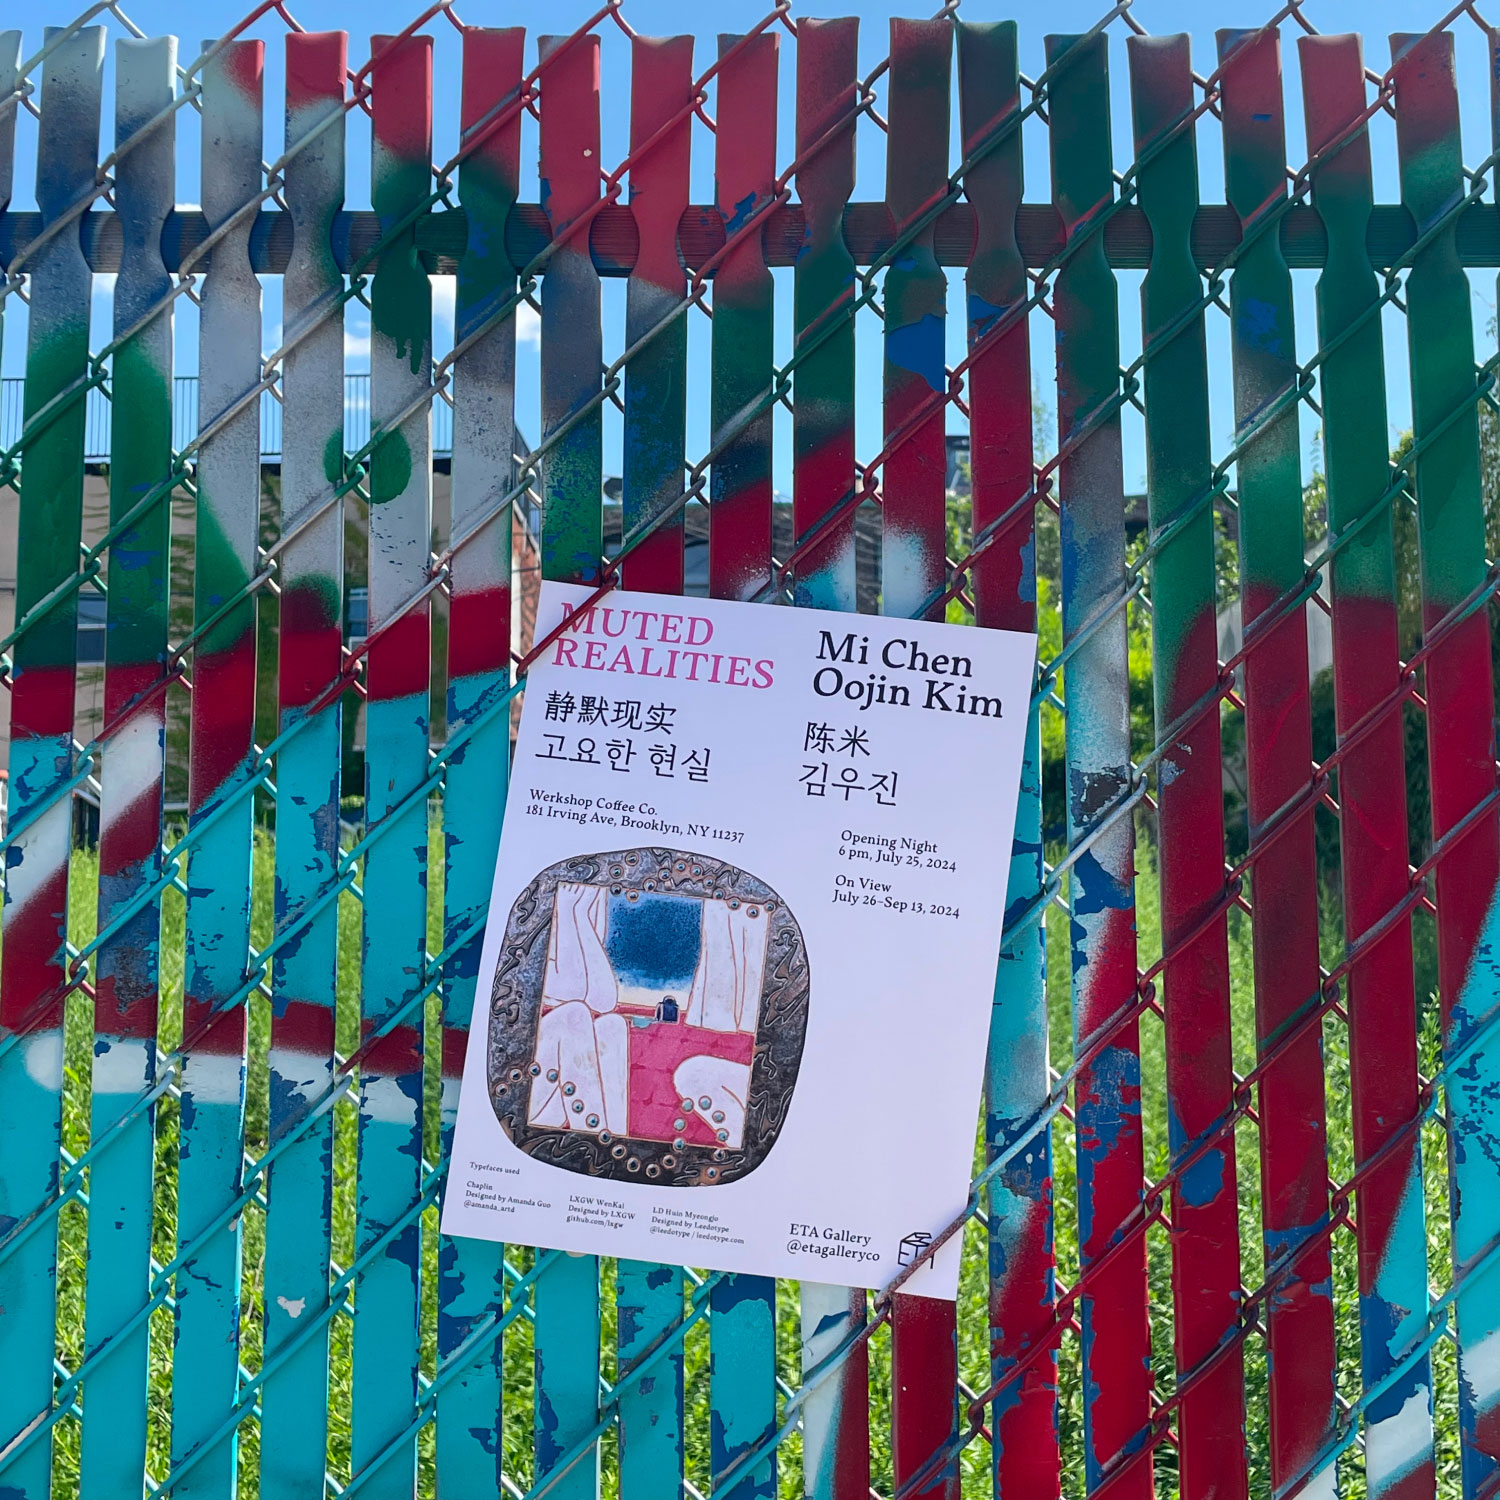 MUTED
REALITIES
静默现实
고요한 현실
Mi Chen
Oojin Kim
陈米
김우진
Werkshop Coffee Co.
181 Irving Ave, Brooklyn, NY 11237
Opening Night
6 pm, July 25, 2024
On View
July 26–Sep 13, 2024
Typefaces used
Chaplin
Designed by Amanda Guo
@amanda_artd
LXGW WenKai
Designed by LXGW
github.com/lxgw
LD Huin Myeongjo
Designed by Leedotype
@leedotype / leedotype.com
ETA Gallery
@etagalleryco